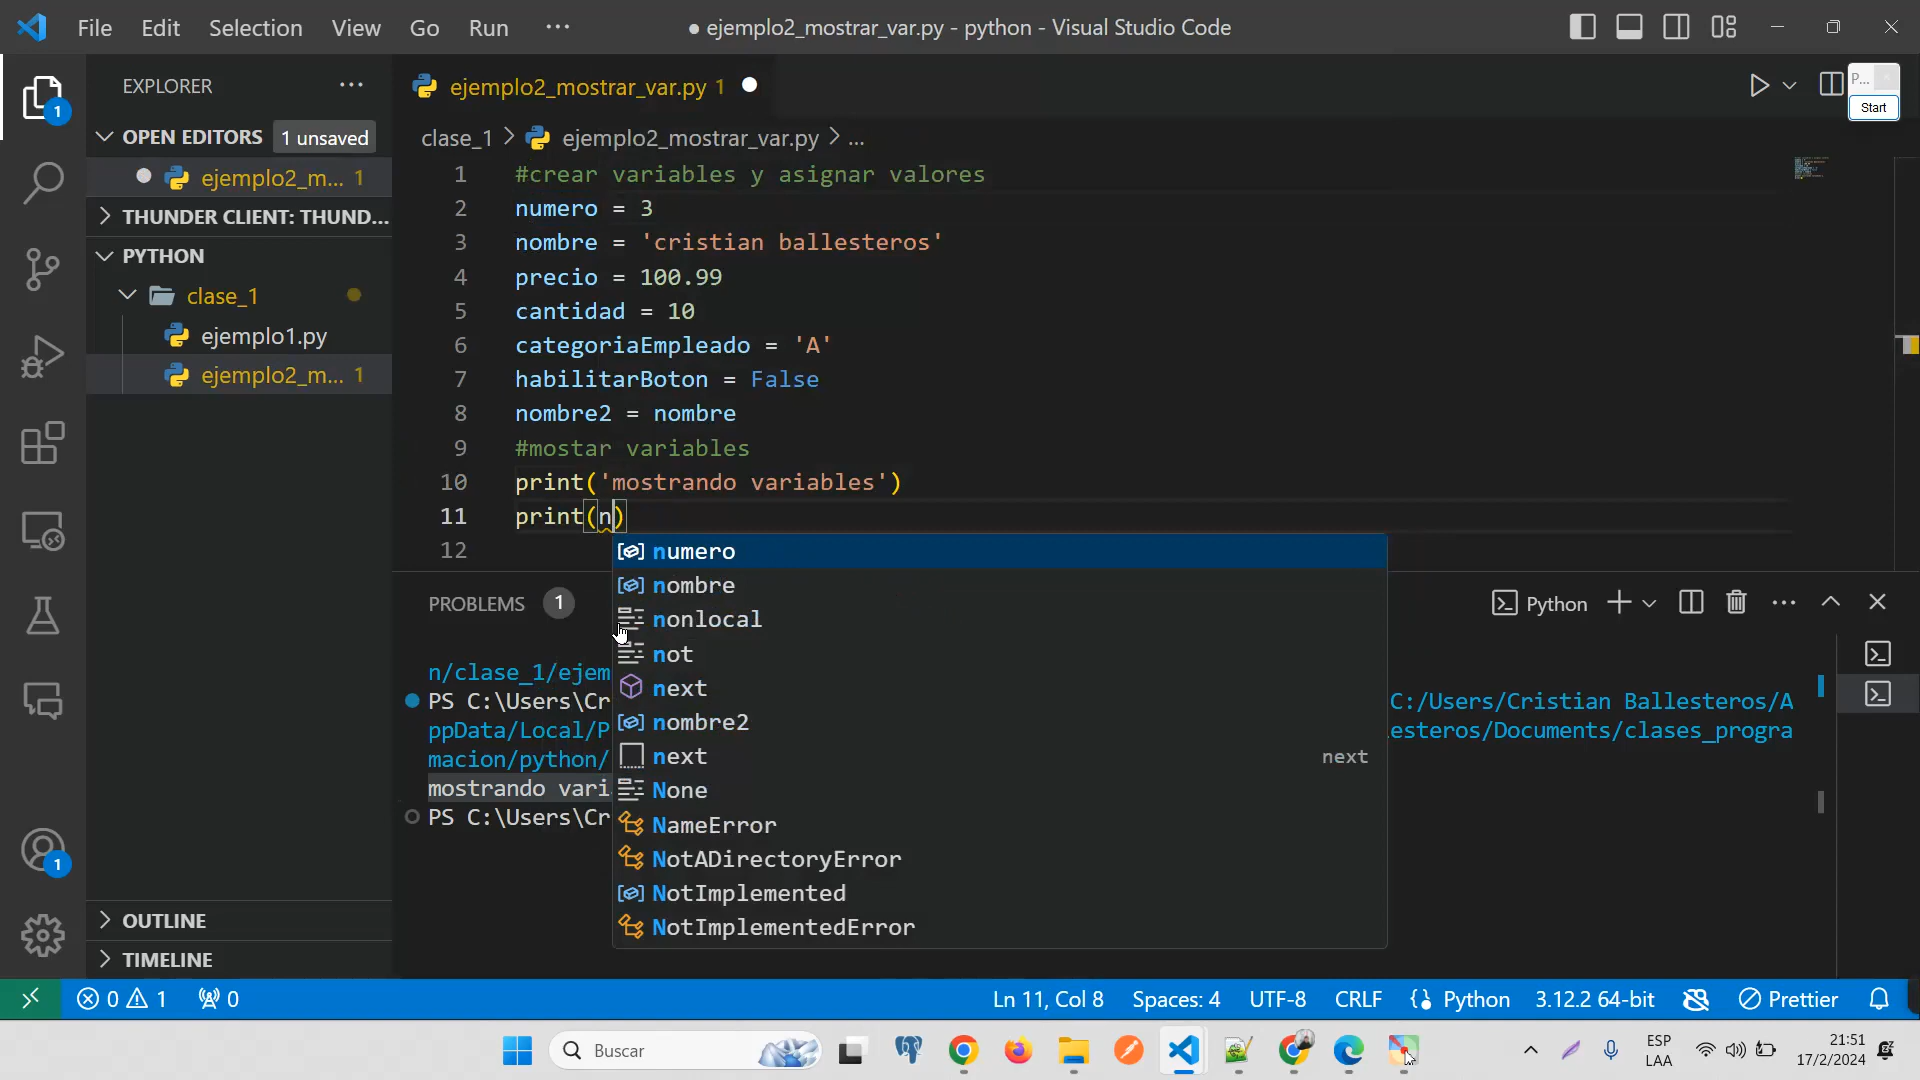 File Edit Selection View Go Run ···
● ejemplo2_mostrar_var.py - python - Visual Studio Code
P...
Start
EXPLORER ···
1
OPEN EDITORS 1 unsaved
ejemplo2_m... 1
THUNDER CLIENT: THUND...
PYTHON
clase_1
ejemplo1.py
ejemplo2_m... 1
OUTLINE
TIMELINE
1
ejemplo2_mostrar_var.py 1
clase_1 > ejemplo2_mostrar_var.py > ...
1 #crear variables y asignar valores
2 numero = 3
3 nombre = 'cristian ballesteros'
4 precio = 100.99
5 cantidad = 10
6 categoriaEmpleado = 'A'
7 habilitarBoton = False
8 nombre2 = nombre
9 #mostar variables
10 print('mostrando variables')
11 print(n)
12
numero
nombre
nonlocal
not
next
nombre2
next next
None
NameError
NotADirectoryError
NotImplemented
NotImplementedError
PROBLEMS 1
Python
n/clase_1/ejem
PS C:\Users\Cr C:/Users/Cristian Ballesteros/A
ppData/Local/P esteros/Documents/clases_progra
macion/python/
mostrando vari
PS C:\Users\Cr
0 1 0
Ln 11, Col 8 Spaces: 4 UTF-8 CRLF Python 3.12.2 64-bit Prettier
Buscar
ESP
LAA
21:51
17/2/2024